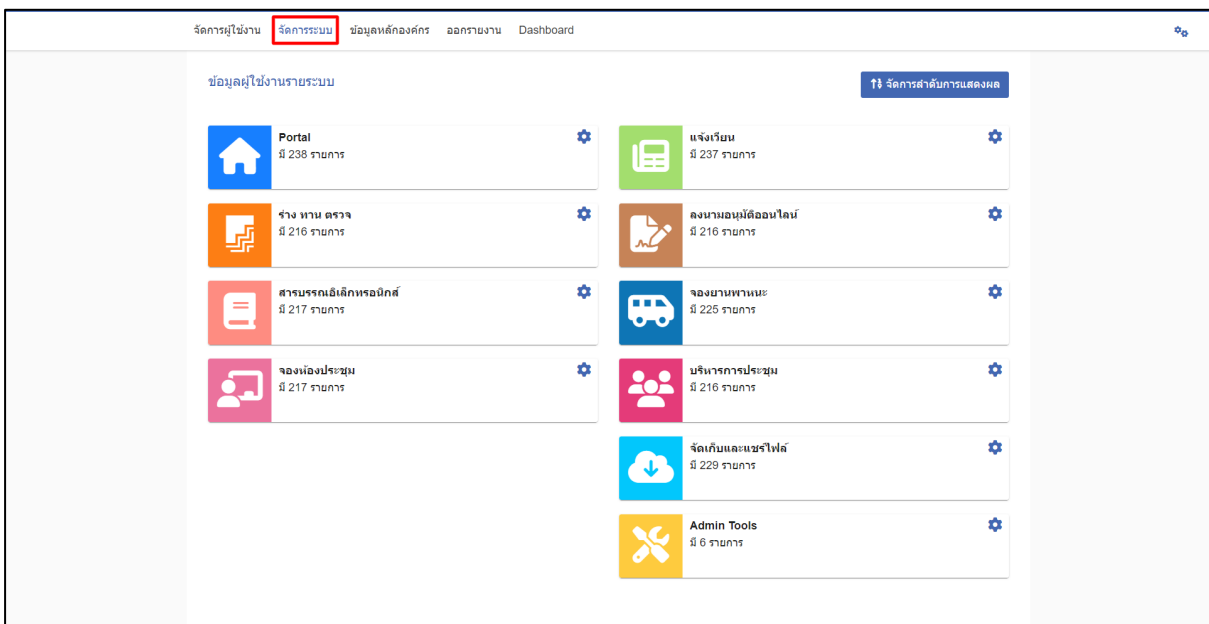 จัดการผู้ใช้งาน จัดการระบบ ข้อมูลหลักองค์กร ออกรายงาน Dashboard
ข้อมูลผู้ใช้งานรายระบบ
จัดการลำดับการแสดงผล
Portal
มี 238 รายการ
แจ้งเวียน
มี 237 รายการ
ร่าง ทาน ตรวจ
มี 216 รายการ
ลงนามอนุมัติออนไลน์
มี 216 รายการ
สารบรรณอิเล็กทรอนิกส์
มี 217 รายการ
จองยานพาหนะ
มี 225 รายการ
จองห้องประชุม
มี 217 รายการ
บริหารการประชุม
มี 216 รายการ
จัดเก็บและแชร์ไฟล์
มี 229 รายการ
Admin Tools
มี 6 รายการ